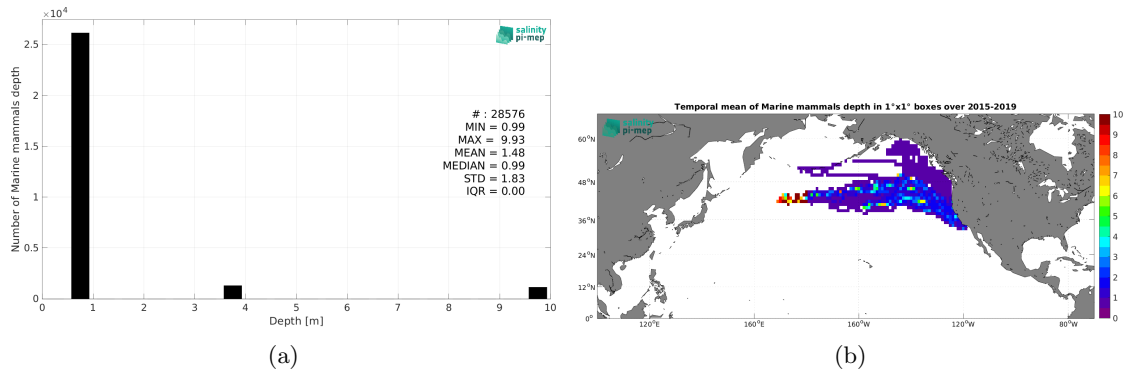 ×10⁴
salinity
pi-mep
2.5
2
1.5
1
0.5
0
Number of Marine mammals depth
# : 28576
MIN = 0.99
MAX = 9.93
MEAN = 1.48
MEDIAN = 0.99
STD = 1.83
IQR = 0.00
0 1 2 3 4 5 6 7 8 9 10
Depth [m]
(a)
Temporal mean of Marine mammals depth in 1°x1° boxes over 2015-2019
salinity
pi-mep
60°N
48°N
36°N
24°N
12°N
0°
120°E 160°E 160°W 120°W 80°W
10
9
8
7
6
5
4
3
2
1
0
(b)